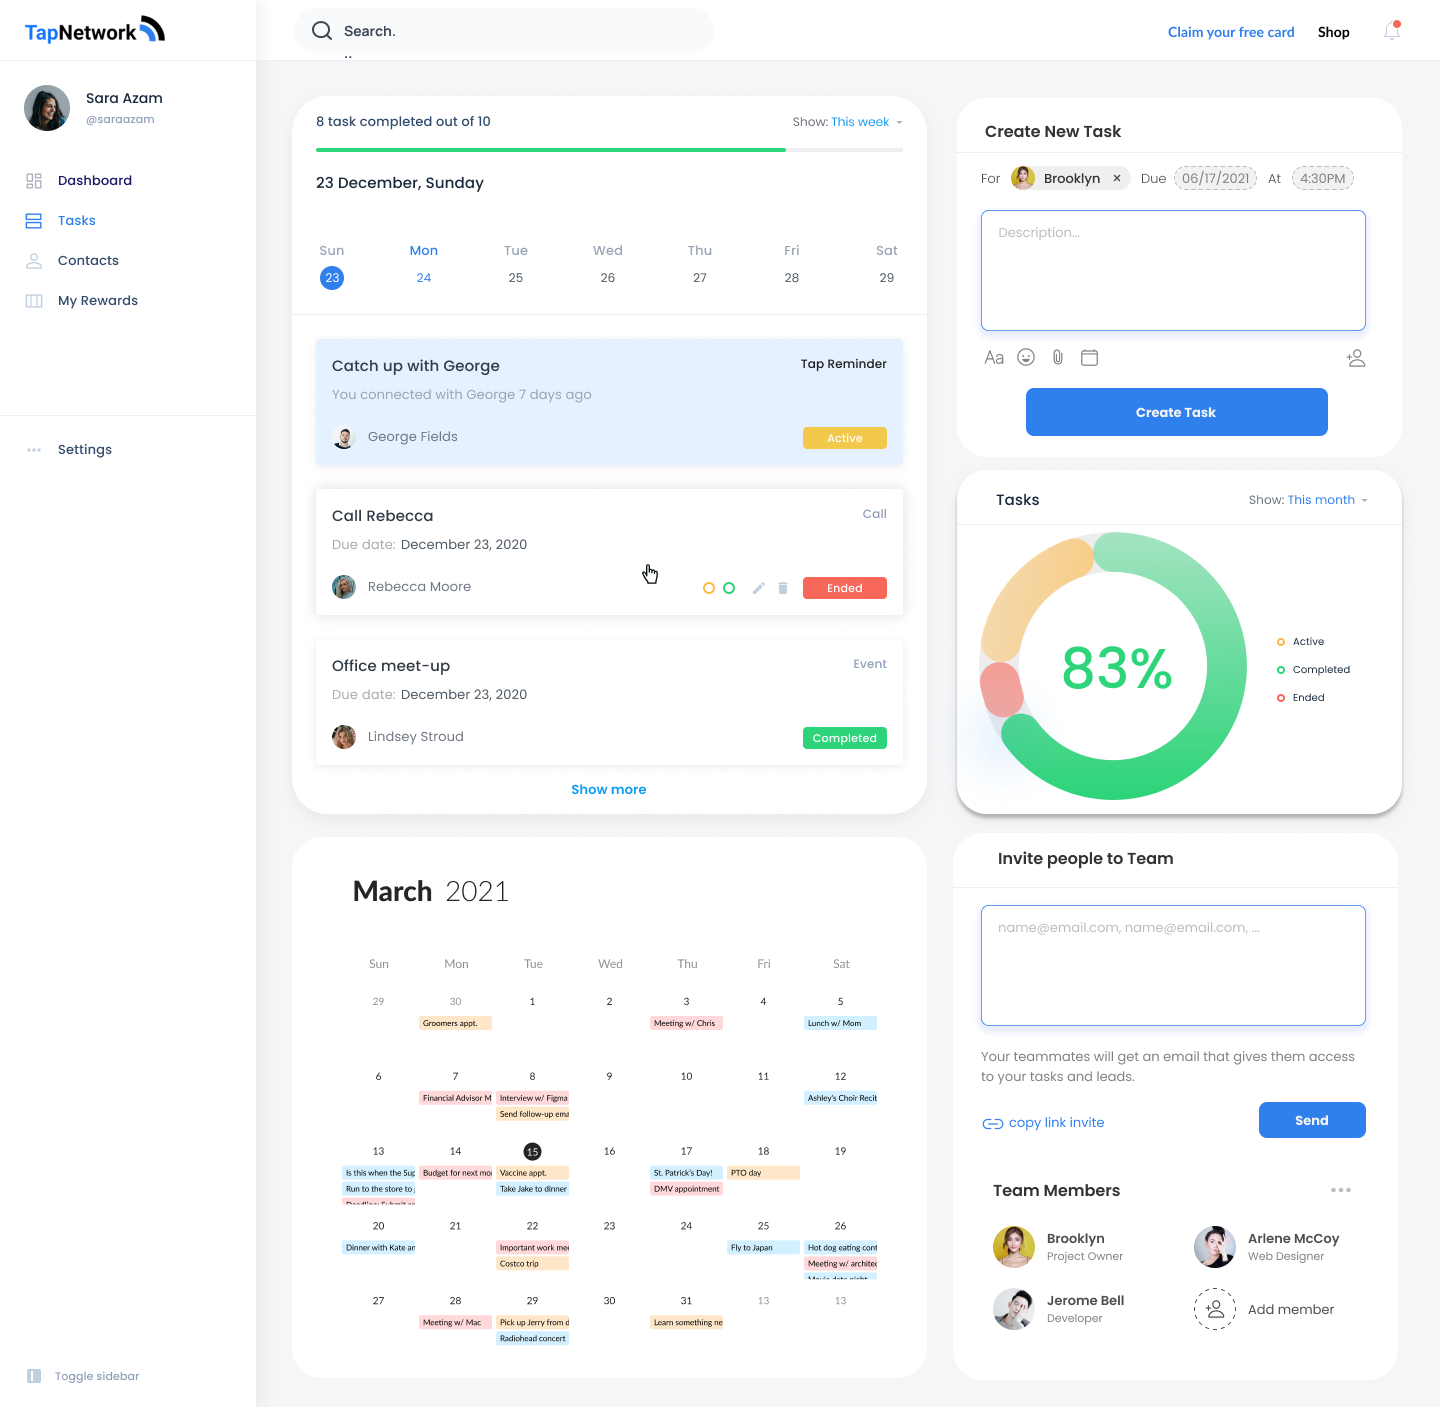 TapNetwork
Search.
Claim your free card
Shop
Sara Azam
@saraazam
Dashboard
Tasks
Contacts
My Rewards
Settings
Toggle sidebar
8 task completed out of 10
Show: This week
23 December, Sunday
Sun Mon Tue Wed Thu Fri Sat
23 24 25 26 27 28 29
Catch up with George
Tap Reminder
You connected with George 7 days ago
George Fields
Active
Call Rebecca
Call
Due date: December 23, 2020
Rebecca Moore
Ended
Office meet-up
Event
Due date: December 23, 2020
Lindsey Stroud
Completed
Show more
Create New Task
For Brooklyn × Due 06/17/2021 At 4:30PM
Description...
Aa
Create Task
Tasks
Show: This month
83%
Active
Completed
Ended
March 2021
Sun Mon Tue Wed Thu Fri Sat
29 30 1 2 3 4 5
Groomers appt. Meeting w/ Chris Lunch w/ Mom
6 7 8 9 10 11 12
Financial Advisor M Interview w/ Figma Ashley's Choir Recit
Send follow-up ema
13 14 15 16 17 18 19
Is this when the Sup Budget for next mo Vaccine appt. St. Patrick's Day! PTO day
Run to the store to Take Jake to dinner DMV appointment
20 21 22 23 24 25 26
Dinner with Kate an Important work mee Fly to Japan Hot dog eating cont
Costco trip Meeting w/ architec
Movie date night
27 28 29 30 31 13 13
Meeting w/ Mac Pick up Jerry from d Learn something ne
Radiohead concert
Invite people to Team
name@email.com, name@email.com, ...
Your teammates will get an email that gives them access
to your tasks and leads.
copy link invite
Send
Team Members
Brooklyn
Project Owner
Arlene McCoy
Web Designer
Jerome Bell
Developer
Add member